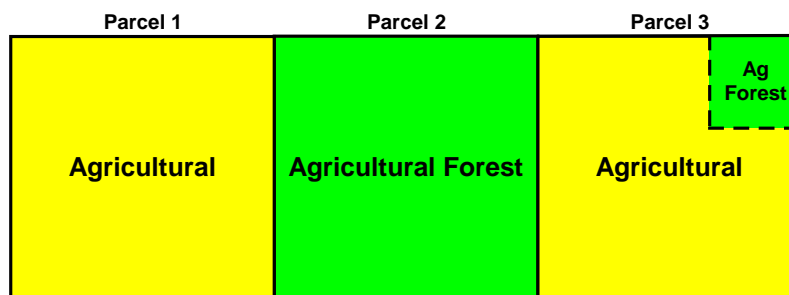 Parcel 1
Parcel 2
Parcel 3
Agricultural
Agricultural Forest
Agricultural
Ag
Forest